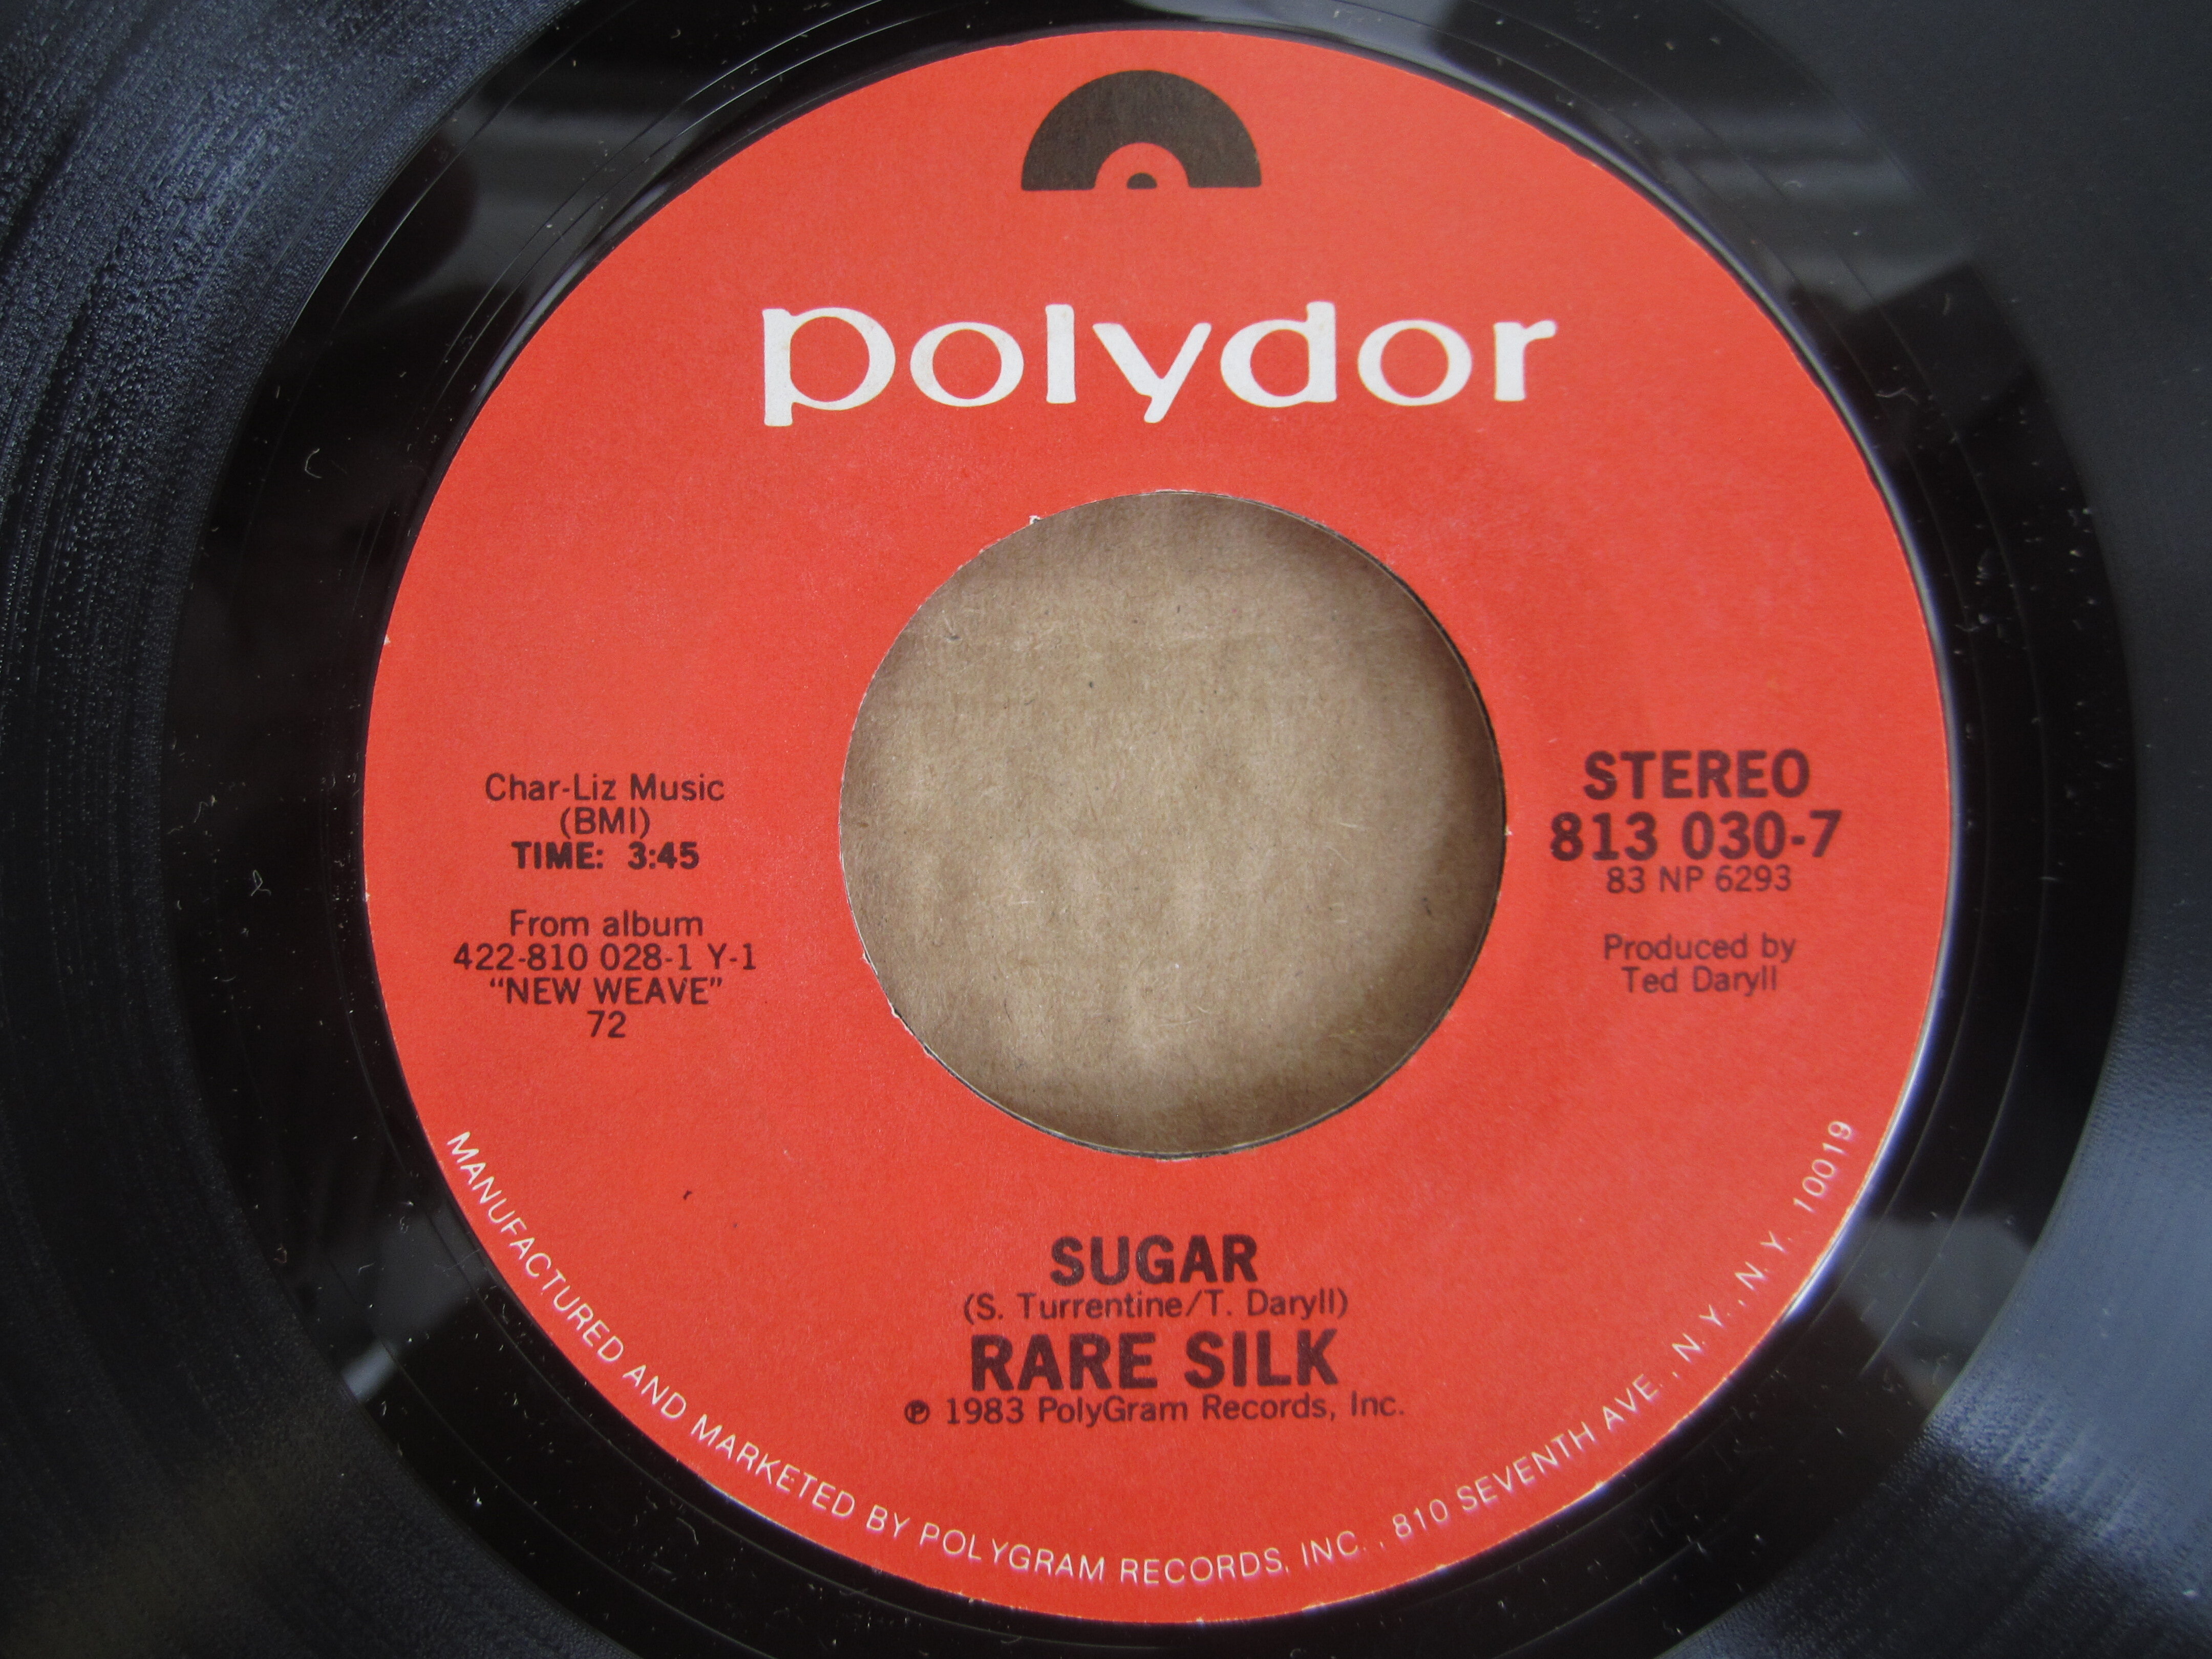 polydor
Char-Liz Music
(BMI)
TIME: 3:45
From album
422-810 028-1 Y-1
“NEW WEAVE”
72
STEREO
813 030-7
83 NP 6293
Produced by
Ted Daryll
SUGAR
(S. Turrentine/T. Daryll)
RARE SILK
℗ 1983 PolyGram Records, Inc.
MANUFACTURED AND MARKETED BY POLYGRAM RECORDS, INC., 810 SEVENTH AVE., N.Y., N.Y. 10019